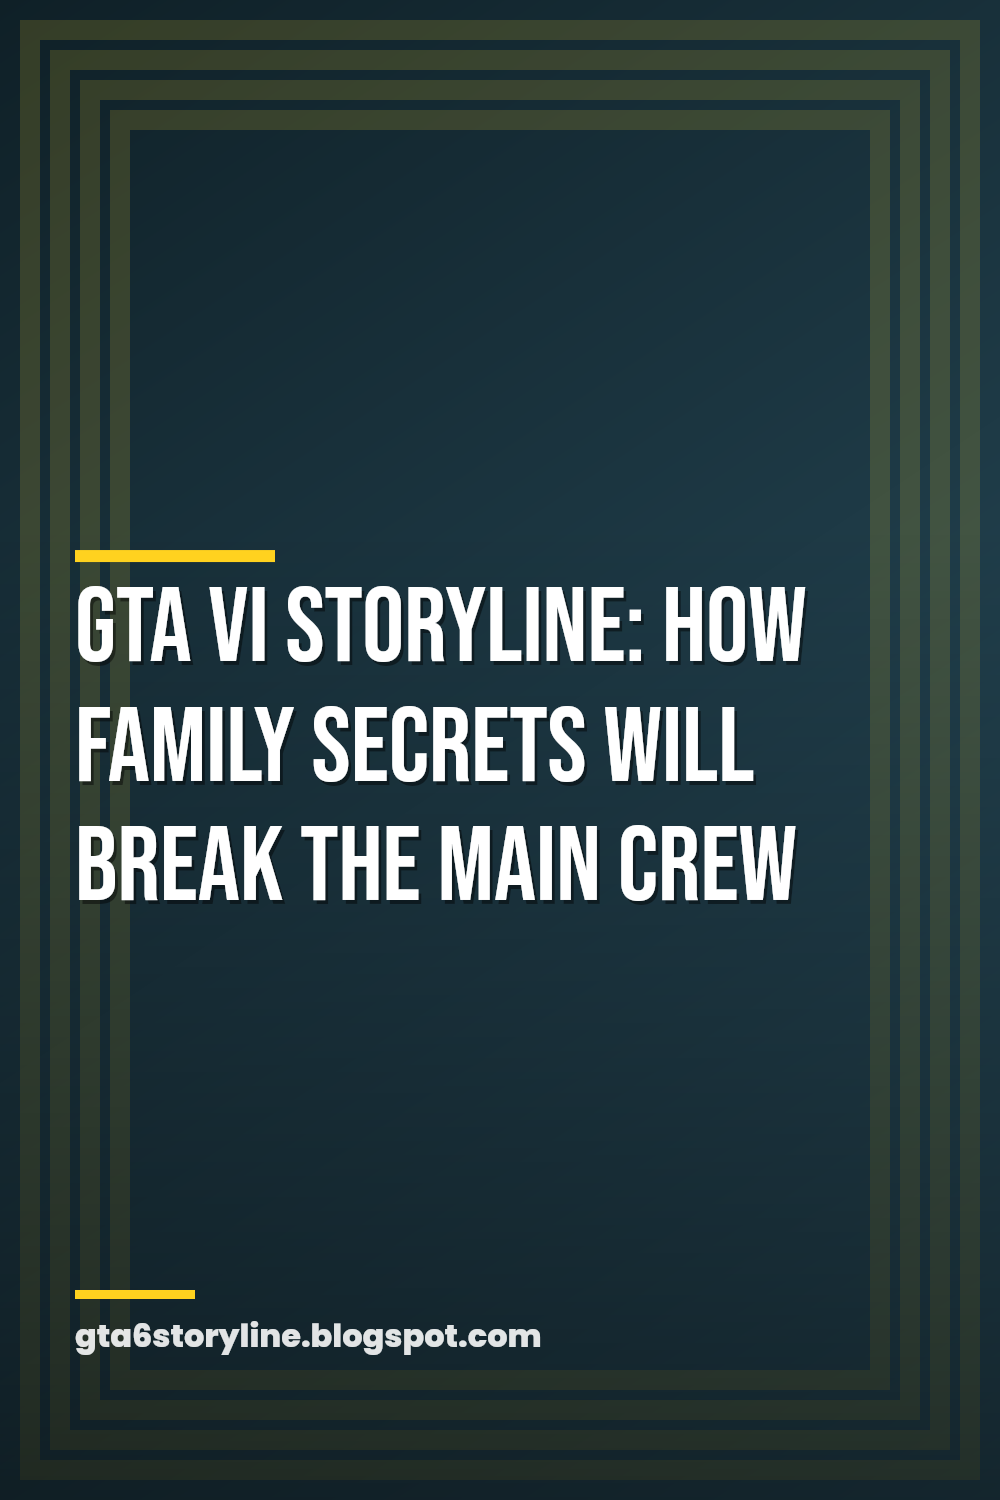 GTA VI STORYLINE: HOW
FAMILY SECRETS WILL
BREAK THE MAIN CREW
gta6storyline.blogspot.com